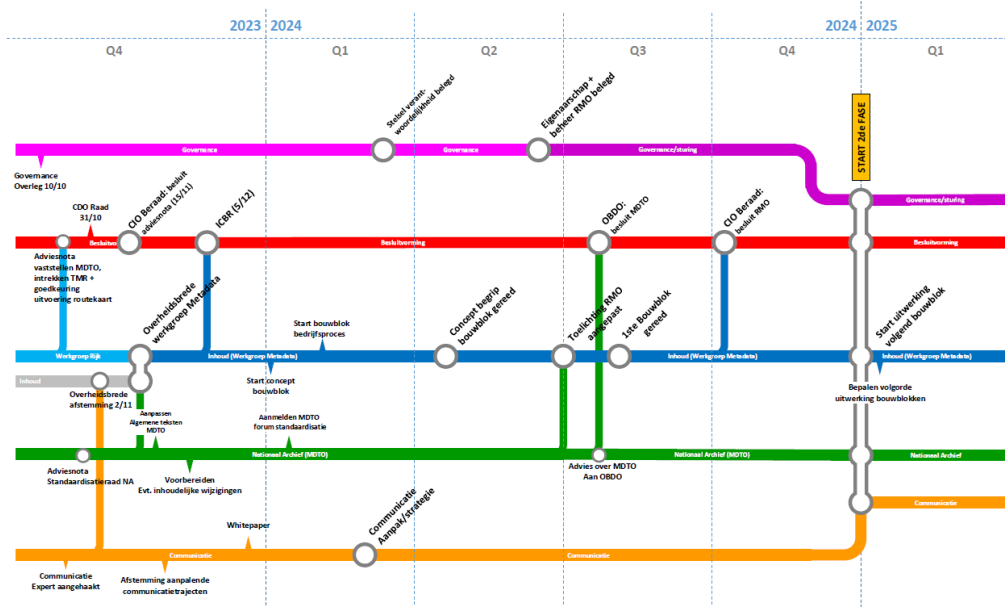 2023 2024
2024 2025
Q4
Q1
Q2
Q3
Q4
Q1
Stelsel verant-
woordelijkheid belegd
Eigenaarschap +
beheer RMO belegd
START 2de FASE
Governance
Governance
Governance/sturing
Governance/sturing
Governance
Overleg 10/10
CDO Raad
31/10
CIO Beraad: besluit
adviesnota (15/11)
ICBR (5/12)
OBDO:
besluit MDTO
CIO Beraad:
besluit RMO
Besluitvo
Besluitvorming
Besluitvorming
Adviesnota
vaststellen MDTO,
intrekken TMR +
goedkeuring
uitvoering routekaart
Overheidsbrede
werkgroep Metadata
Start bouwblok
bedrijfsproces
Concept begrip
bouwblok gereed
Toelichting RMO
aangepast
1ste Bouwblok
gereed
Start uitwerking
volgend bouwblok
Werkgroep Rijk
Inhoud (Werkgroep Metadata)
Inhoud (Werkgroep Metadata)
Inhoud (Werkgroep Metadata)
Inhoud
Start concept
bouwblok
Bepalen volgorde
uitwerking bouwblokken
Overheidsbrede
afstemming 2/11
Aanpassen
Algemene teksten
MDTO
Aanmelden MDTO
forum standaardisatie
Nationaal Archief (MDTO)
Nationaal Archief (MDTO)
Nationaal Archief
Adviesnota
Standaardisatieraad NA
Voorbereiden
Evt. inhoudelijke wijzigingen
Advies over MDTO
Aan OBDO
Communicatie
Whitepaper
Communicatie
Aanpak/strategie
Communicatie
Communicatie
Communicatie
Expert aangehaakt
Afstemming aanpalende
communicatietrajecten